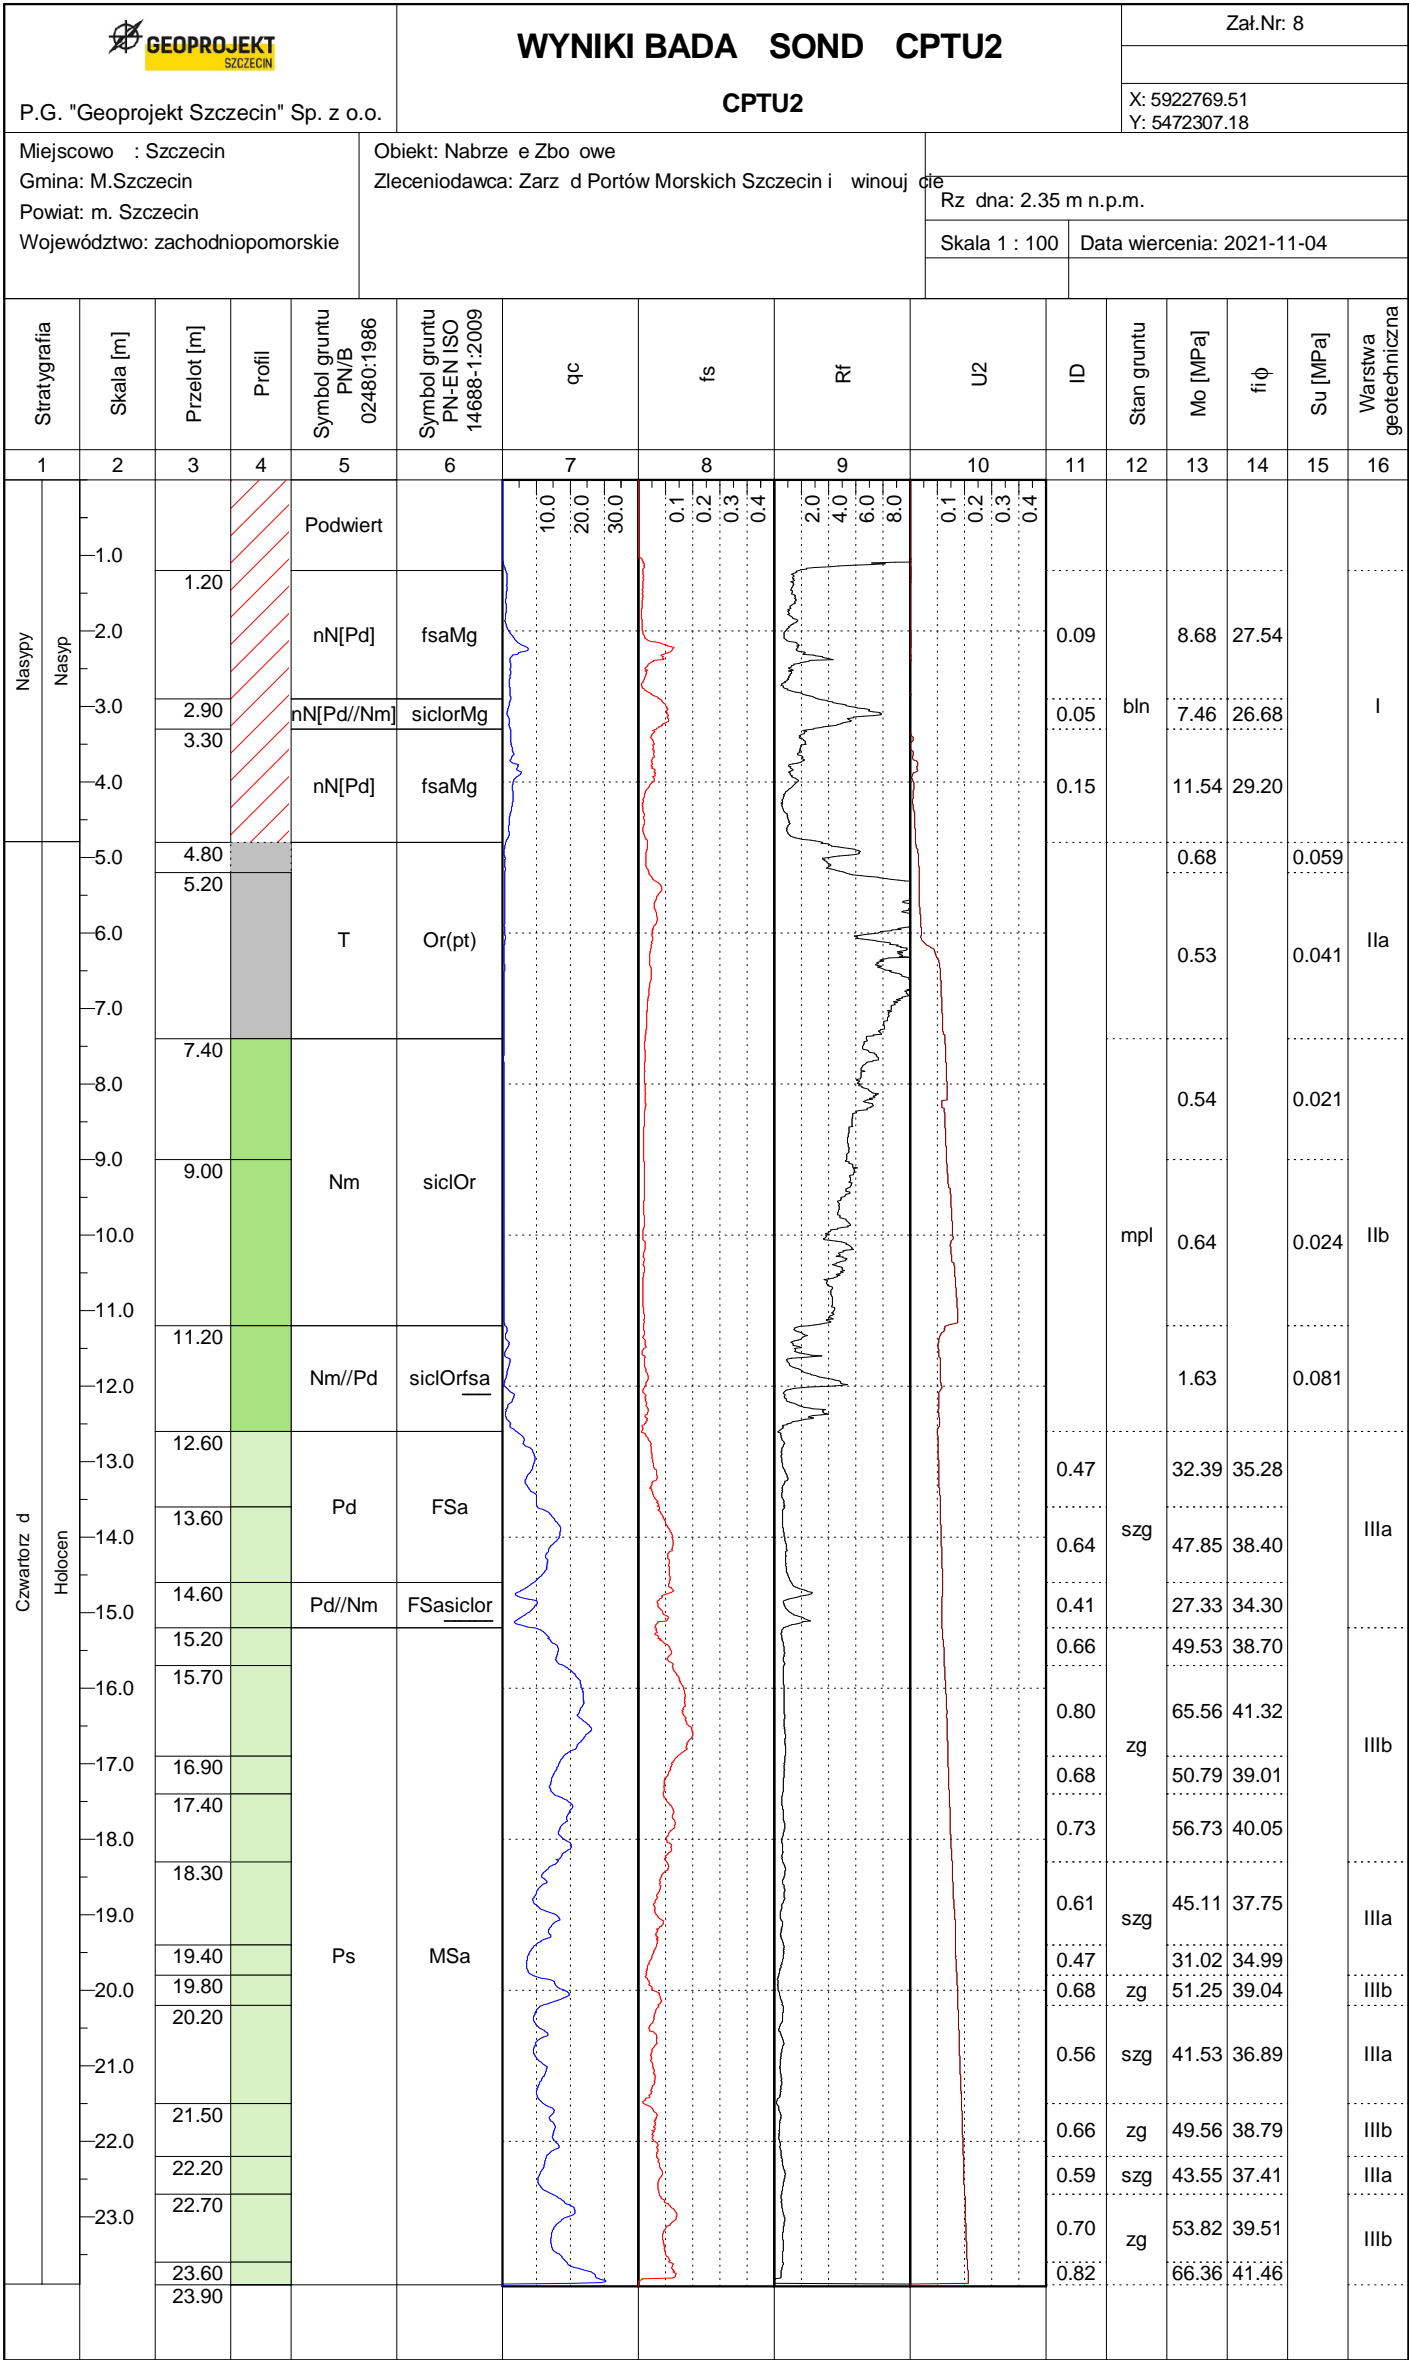 GEOPROJEKT
SZCZECIN
P.G. "Geoprojekt Szczecin" Sp. z o.o.
WYNIKI BADA SOND CPTU2
CPTU2
Zał.Nr: 8
X: 5922769.51
Y: 5472307.18
Miejscowo : Szczecin
Gmina: M.Szczecin
Powiat: m. Szczecin
Województwo: zachodniopomorskie
Obiekt: Nabrze e Zbo owe
Zleceniodawca: Zarz d Portów Morskich Szczecin i winouj cie
Rz dna: 2.35 m n.p.m.
Skala 1 : 100
Data wiercenia: 2021-11-04
Stratygrafia
Skala [m]
Przelot [m]
Profil
Symbol gruntu
PN/B
02480:1986
Symbol gruntu
PN-EN ISO
14688-1:2009
qc
fs
Rf
U2
ID
Stan gruntu
Mo [MPa]
fiϕ
Su [MPa]
Warstwa
geotechniczna
1 2 3 4 5 6 7 8 9 10 11 12 13 14 15 16
10.0 20.0 30.0
0.1 0.2 0.3 0.4
2.0 4.0 6.0 8.0
0.1 0.2 0.3 0.4
Nasypy
Nasyp
Czwartorz d
Holocen
-1.0
-2.0
-3.0
-4.0
-5.0
-6.0
-7.0
-8.0
-9.0
-10.0
-11.0
-12.0
-13.0
-14.0
-15.0
-16.0
-17.0
-18.0
-19.0
-20.0
-21.0
-22.0
-23.0
1.20
2.90
3.30
4.80
5.20
7.40
9.00
11.20
12.60
13.60
14.60
15.20
15.70
16.90
17.40
18.30
19.40
19.80
20.20
21.50
22.20
22.70
23.60
23.90
Podwiert
nN[Pd] fsaMg
nN[Pd//Nm] siclorMg
nN[Pd] fsaMg
T Or(pt)
Nm siclOr
Nm//Pd siclOrfsa
Pd FSa
Pd//Nm FSasiclor
Ps MSa
0.09
0.05
0.15
0.47
0.64
0.41
0.66
0.80
0.68
0.73
0.61
0.47
0.68
0.56
0.66
0.59
0.70
0.82
bln
mpl
szg
zg
szg
zg
szg
zg
szg
zg
8.68 27.54
7.46 26.68
11.54 29.20
0.68 0.059
0.53 0.041
0.54 0.021
0.64 0.024
1.63 0.081
32.39 35.28
47.85 38.40
27.33 34.30
49.53 38.70
65.56 41.32
50.79 39.01
56.73 40.05
45.11 37.75
31.02 34.99
51.25 39.04
41.53 36.89
49.56 38.79
43.55 37.41
53.82 39.51
66.36 41.46
I
IIa
IIb
IIIa
IIIb
IIIa
IIIb
IIIa
IIIb
IIIa
IIIb